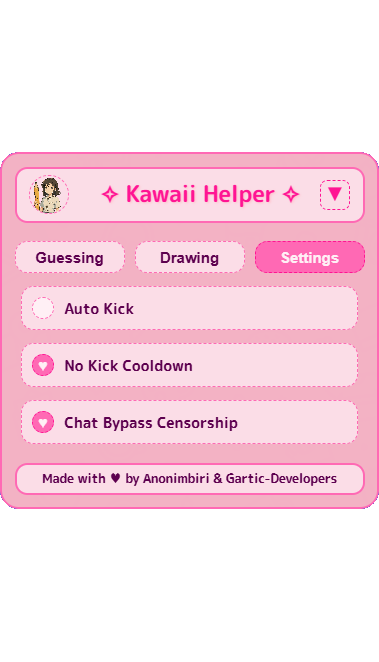 ✧ Kawaii Helper ✧
▼
Guessing Drawing Settings
Auto Kick
No Kick Cooldown
Chat Bypass Censorship
Made with ♥ by Anonimbiri & Gartic-Developers